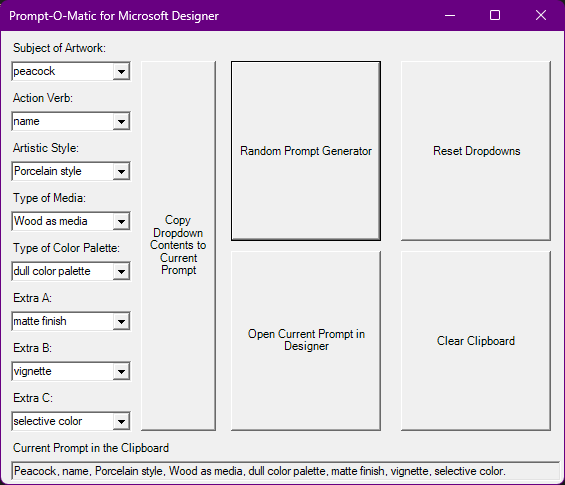 Prompt-O-Matic for Microsoft Designer
Subject of Artwork:
peacock
Action Verb:
name
Artistic Style:
Porcelain style
Type of Media:
Wood as media
Type of Color Palette:
dull color palette
Extra A:
matte finish
Extra B:
vignette
Extra C:
selective color
Copy
Dropdown
Contents to
Current
Prompt
Random Prompt Generator
Reset Dropdowns
Open Current Prompt in
Designer
Clear Clipboard
Current Prompt in the Clipboard
Peacock, name, Porcelain style, Wood as media, dull color palette, matte finish, vignette, selective color.